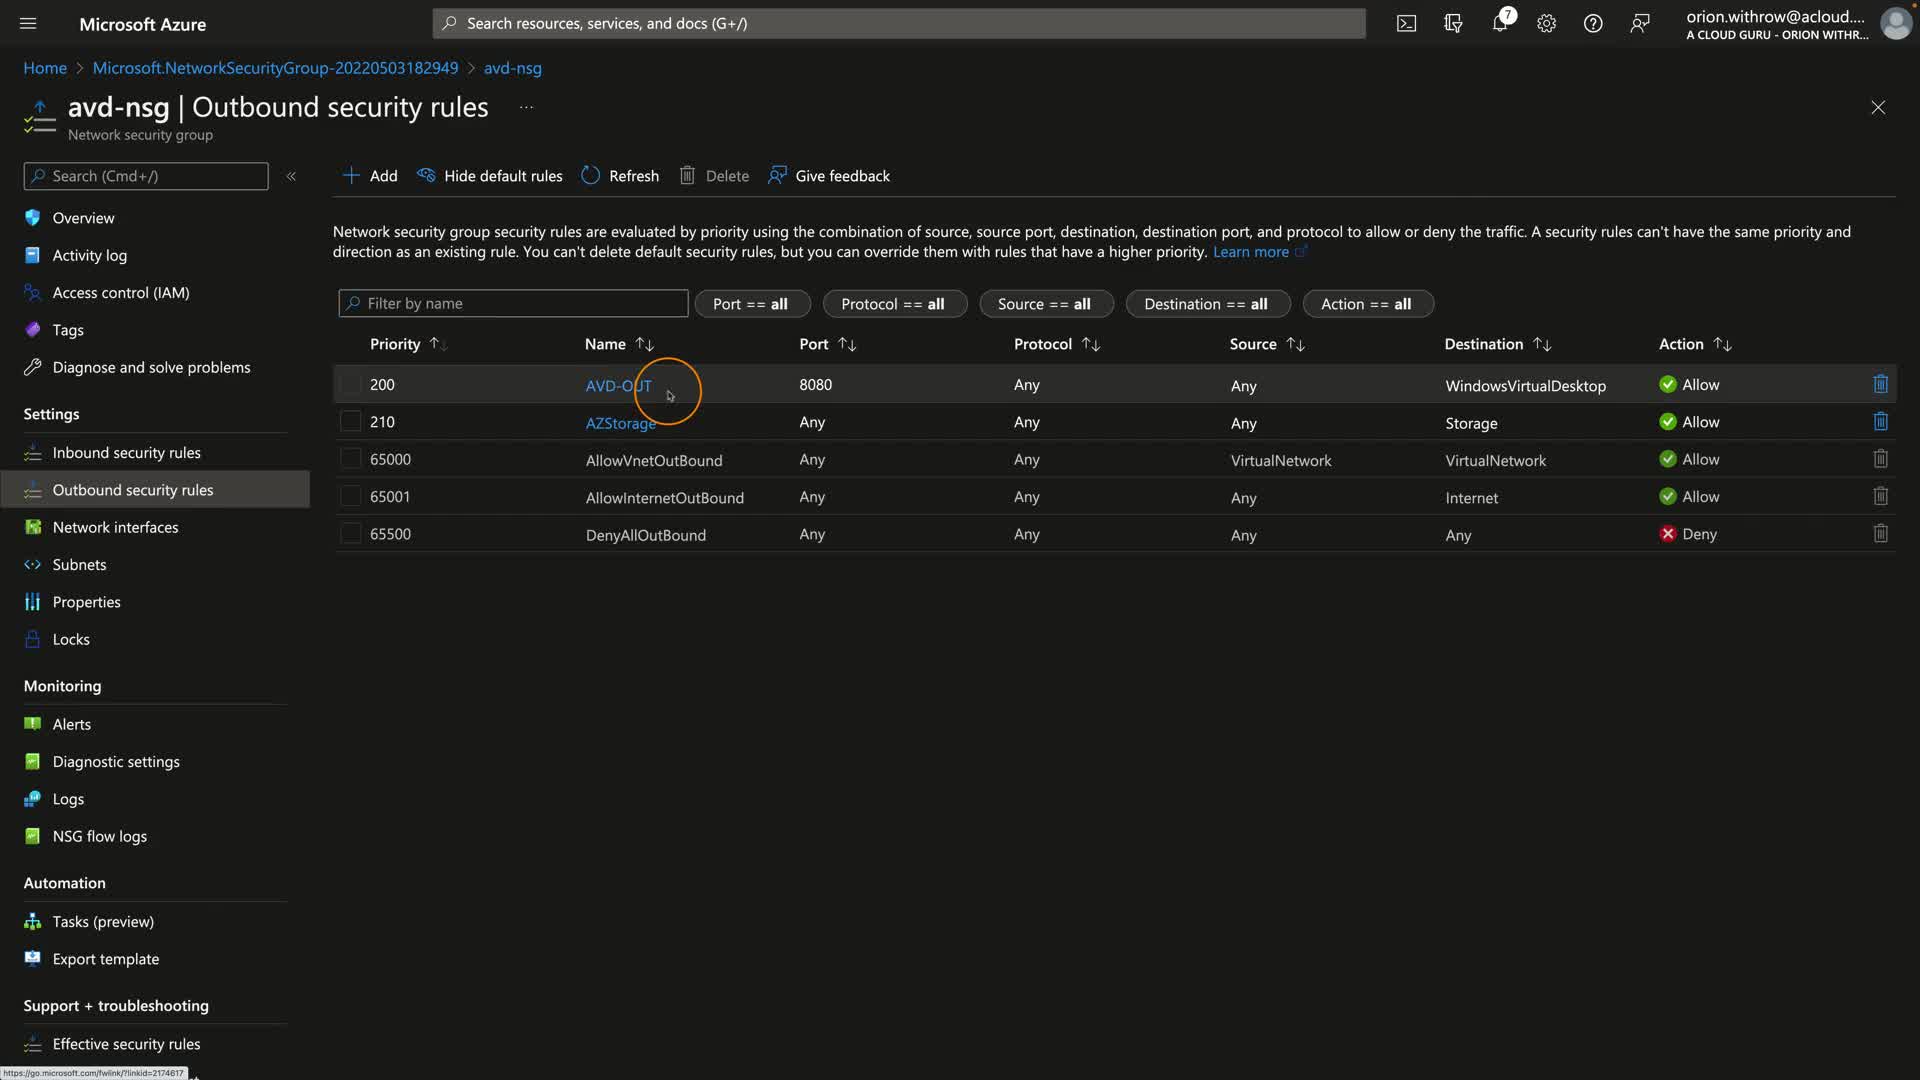 Microsoft Azure
Search resources, services, and docs (G+/)
7
orion.withrow@acloud....
A CLOUD GURU - ORION WITHR...
Home > Microsoft.NetworkSecurityGroup-20220503182949 > avd-nsg
avd-nsg | Outbound security rules ...
Network security group
Search (Cmd+/)
«
Overview
Activity log
Access control (IAM)
Tags
Diagnose and solve problems
Settings
Inbound security rules
Outbound security rules
Network interfaces
Subnets
Properties
Locks
Monitoring
Alerts
Diagnostic settings
Logs
NSG flow logs
Automation
Tasks (preview)
Export template
Support + troubleshooting
Effective security rules
https://go.microsoft.com/fwlink/?linkid=2174617
Add Hide default rules Refresh Delete Give feedback
Network security group security rules are evaluated by priority using the combination of source, source port, destination, destination port, and protocol to allow or deny the traffic. A security rules can't have the same priority and
direction as an existing rule. You can't delete default security rules, but you can override them with rules that have a higher priority. Learn more
Filter by name Port == all Protocol == all Source == all Destination == all Action == all
Priority ↑↓ Name ↑↓ Port ↑↓ Protocol ↑↓ Source ↑↓ Destination ↑↓ Action ↑↓
200 AVD-OUT 8080 Any Any WindowsVirtualDesktop Allow
210 AZStorage Any Any Any Storage Allow
65000 AllowVnetOutBound Any Any VirtualNetwork VirtualNetwork Allow
65001 AllowInternetOutBound Any Any Any Internet Allow
65500 DenyAllOutBound Any Any Any Any Deny